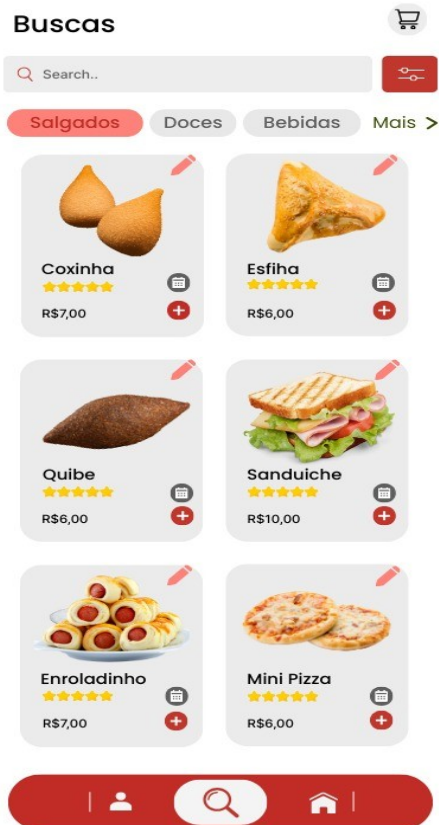 Buscas
Search..
Salgados Doces Bebidas Mais >
Coxinha Esfiha
R$7,00 R$6,00
Quibe Sanduiche
R$6,00 R$10,00
Enroladinho Mini Pizza
R$7,00 R$6,00